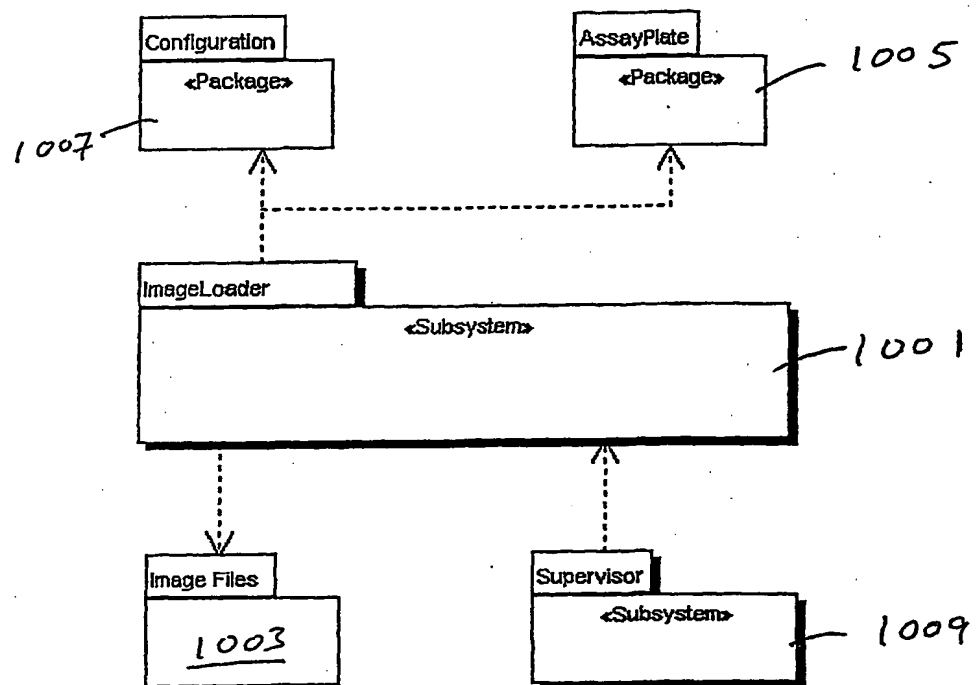 Configuration
«Package»
1007
AssayPlate
«Package»
1005
ImageLoader
«Subsystem»
1001
Image Files
1003
Supervisor
«Subsystem»
1009